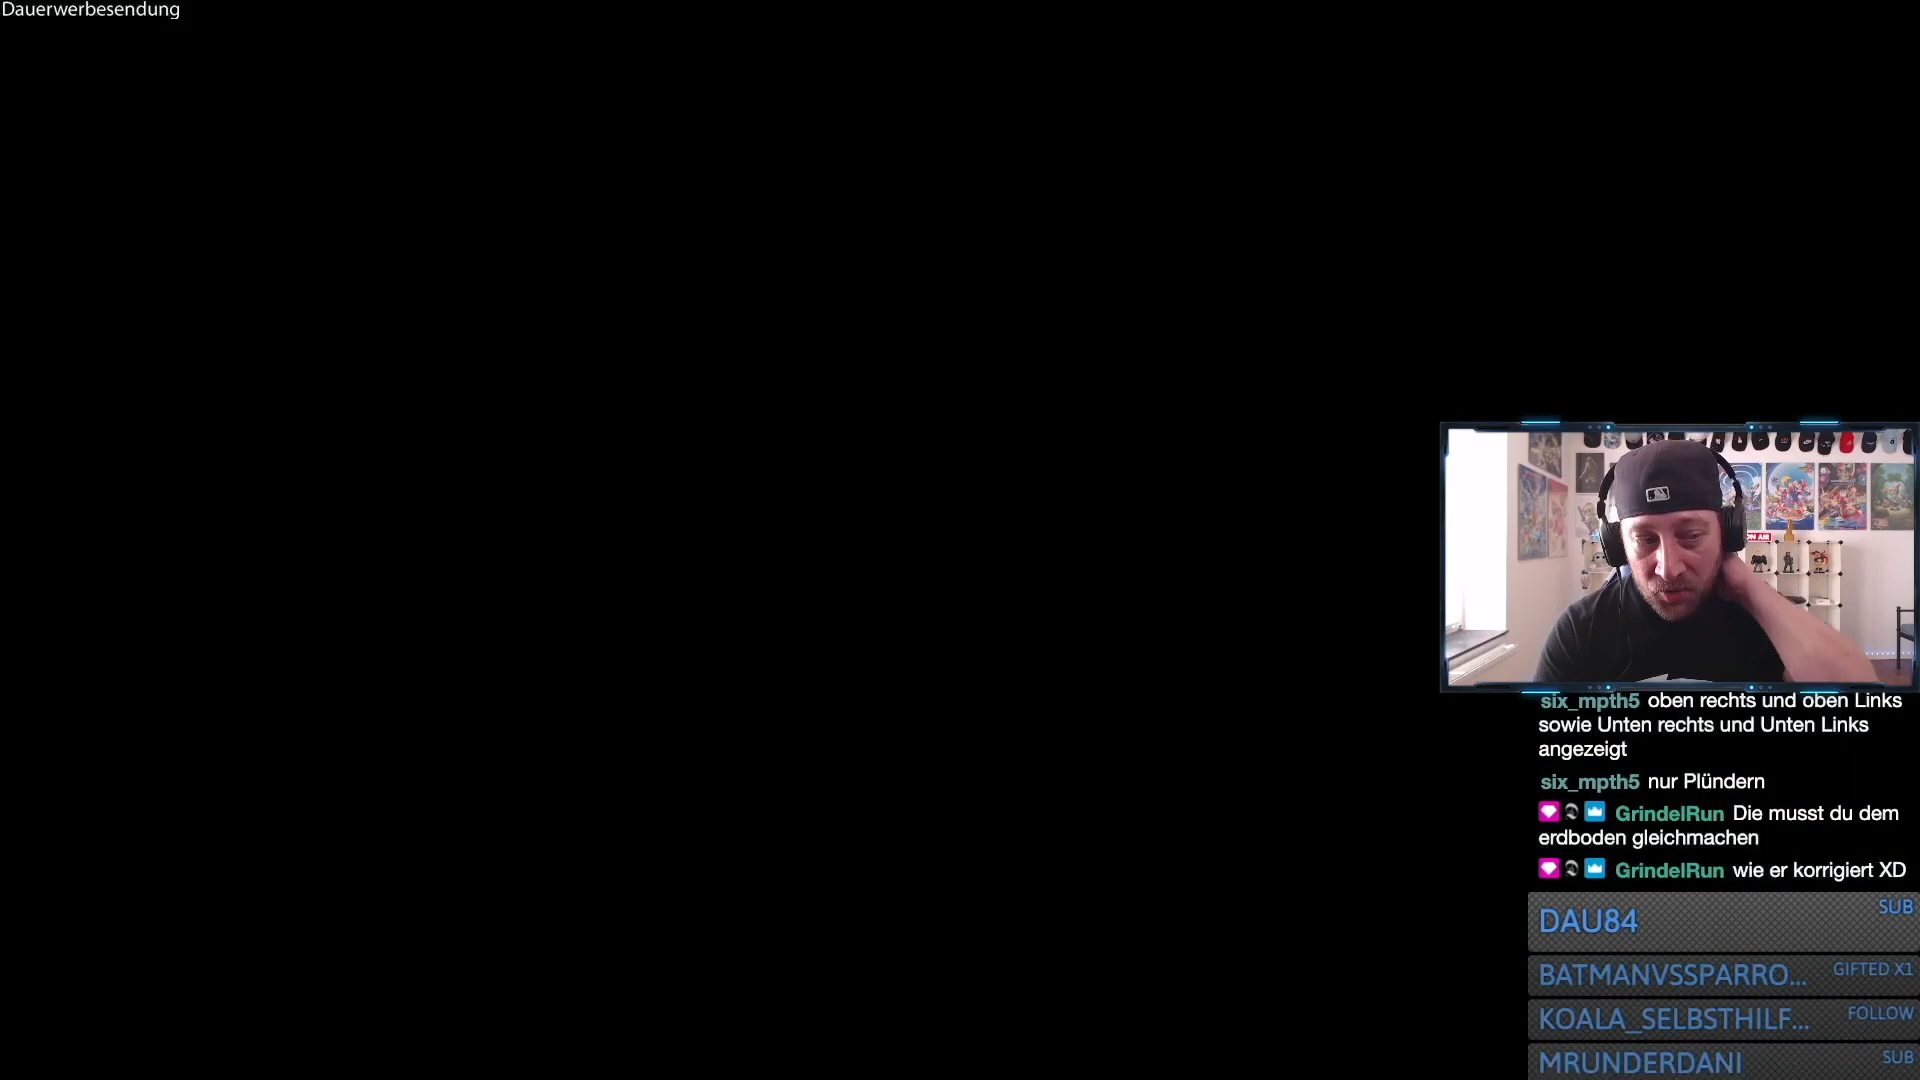 Dauerwerbesendung
ON AIR
six_mpth5 oben rechts und oben Links
sowie Unten rechts und Unten Links
angezeigt
six_mpth5 nur Plündern
GrindelRun Die musst du dem
erdboden gleichmachen
GrindelRun wie er korrigiert XD
DAU84 SUB
BATMANVSSPARRO... GIFTED X1
KOALA_SELBSTHILF... FOLLOW
MRUNDERDANI SUB